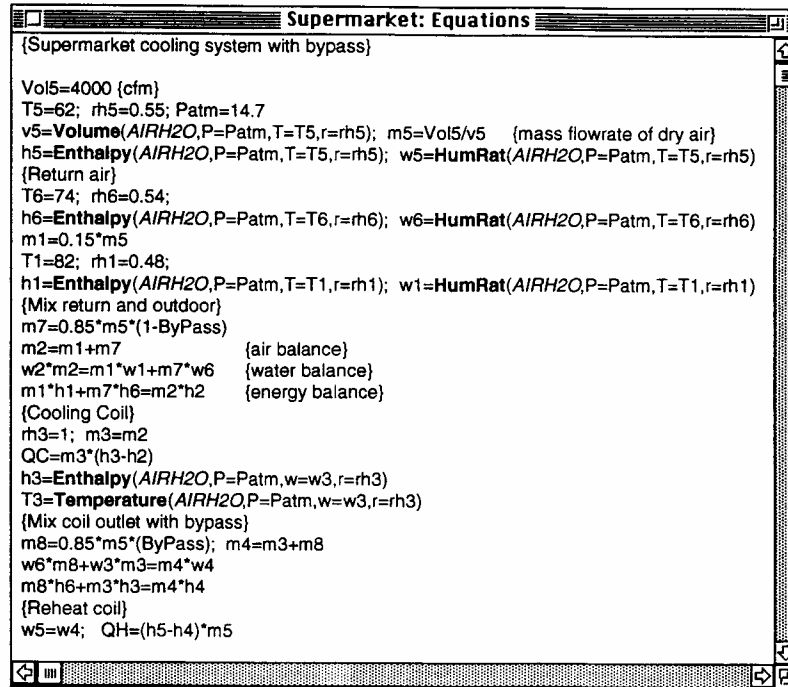 Supermarket: Equations
{Supermarket cooling system with bypass}
Vol5=4000 {cfm}
T5=62; rh5=0.55; Patm=14.7
v5=Volume(AIRH2O,P=Patm,T=T5,r=rh5); m5=Vol5/v5 {mass flowrate of dry air}
h5=Enthalpy(AIRH2O,P=Patm,T=T5,r=rh5); w5=HumRat(AIRH2O,P=Patm,T=T5,r=rh5)
{Return air}
T6=74; rh6=0.54;
h6=Enthalpy(AIRH2O,P=Patm,T=T6,r=rh6); w6=HumRat(AIRH2O,P=Patm,T=T6,r=rh6)
m1=0.15*m5
T1=82; rh1=0.48;
h1=Enthalpy(AIRH2O,P=Patm,T=T1,r=rh1); w1=HumRat(AIRH2O,P=Patm,T=T1,r=rh1)
{Mix return and outdoor}
m7=0.85*m5*(1-ByPass)
m2=m1+m7 {air balance}
w2*m2=m1*w1+m7*w6 {water balance}
m1*h1+m7*h6=m2*h2 {energy balance}
{Cooling Coil}
rh3=1; m3=m2
QC=m3*(h3-h2)
h3=Enthalpy(AIRH2O,P=Patm,w=w3,r=rh3)
T3=Temperature(AIRH2O,P=Patm,w=w3,r=rh3)
{Mix coil outlet with bypass}
m8=0.85*m5*(ByPass); m4=m3+m8
w6*m8+w3*m3=m4*w4
m8*h6+m3*h3=m4*h4
{Reheat coil}
w5=w4; QH=(h5-h4)*m5